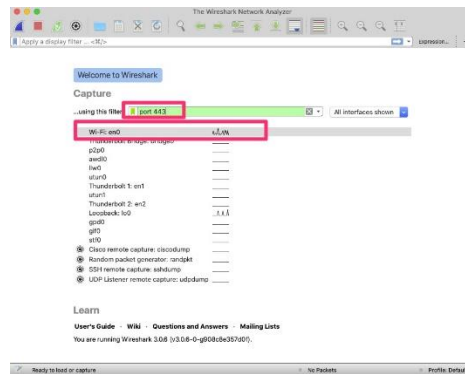 The Wireshark Network Analyzer
Apply a display filter ... <⌘/>
Expression...
Welcome to Wireshark
Capture
...using this filter: port 443
All interfaces shown
Wi-Fi: en0
Thunderbolt Bridge: bridge0
p2p0
awdl0
llw0
utun0
Thunderbolt 1: en1
utun1
Thunderbolt 2: en2
Loopback: lo0
gpd0
gif0
stf0
Cisco remote capture: ciscodump
Random packet generator: randpkt
SSH remote capture: sshdump
UDP Listener remote capture: udpdump
Learn
User's Guide · Wiki · Questions and Answers · Mailing Lists
You are running Wireshark 3.0.6 (v3.0.6-0-g908c8e357d0f).
Ready to load or capture
No Packets
Profile: Default